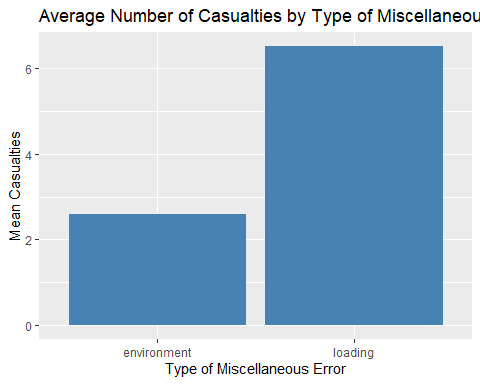 Average Number of Casualties by Type of Miscellaneou
6
4
2
0
Mean Casualties
environment loading
Type of Miscellaneous Error